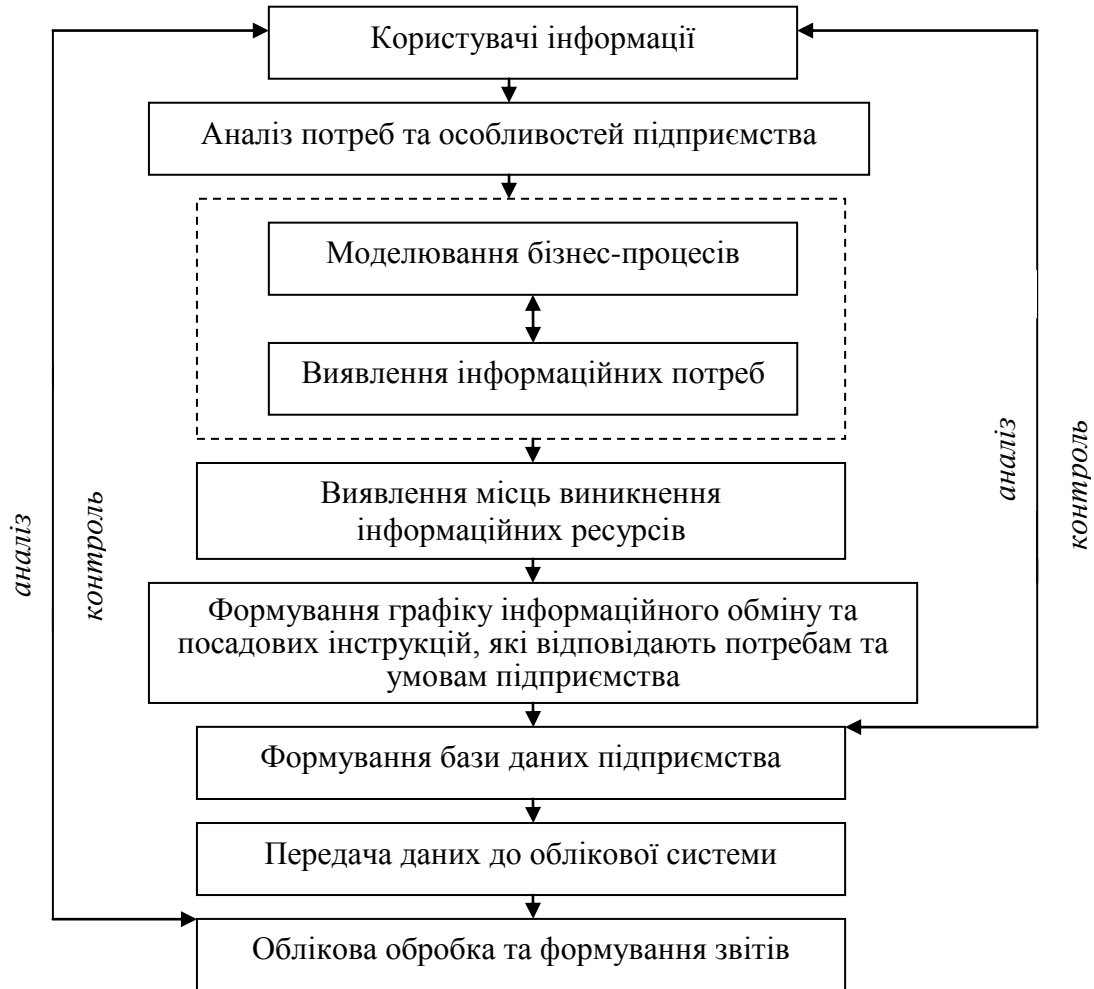 Користувачі інформації
Аналіз потреб та особливостей підприємства
Моделювання бізнес-процесів
Виявлення інформаційних потреб
Виявлення місць виникнення
інформаційних ресурсів
Формування графіку інформаційного обміну та
посадових інструкцій, які відповідають потребам та
умовам підприємства
Формування бази даних підприємства
Передача даних до облікової системи
Облікова обробка та формування звітів
аналіз
контроль
аналіз
контроль